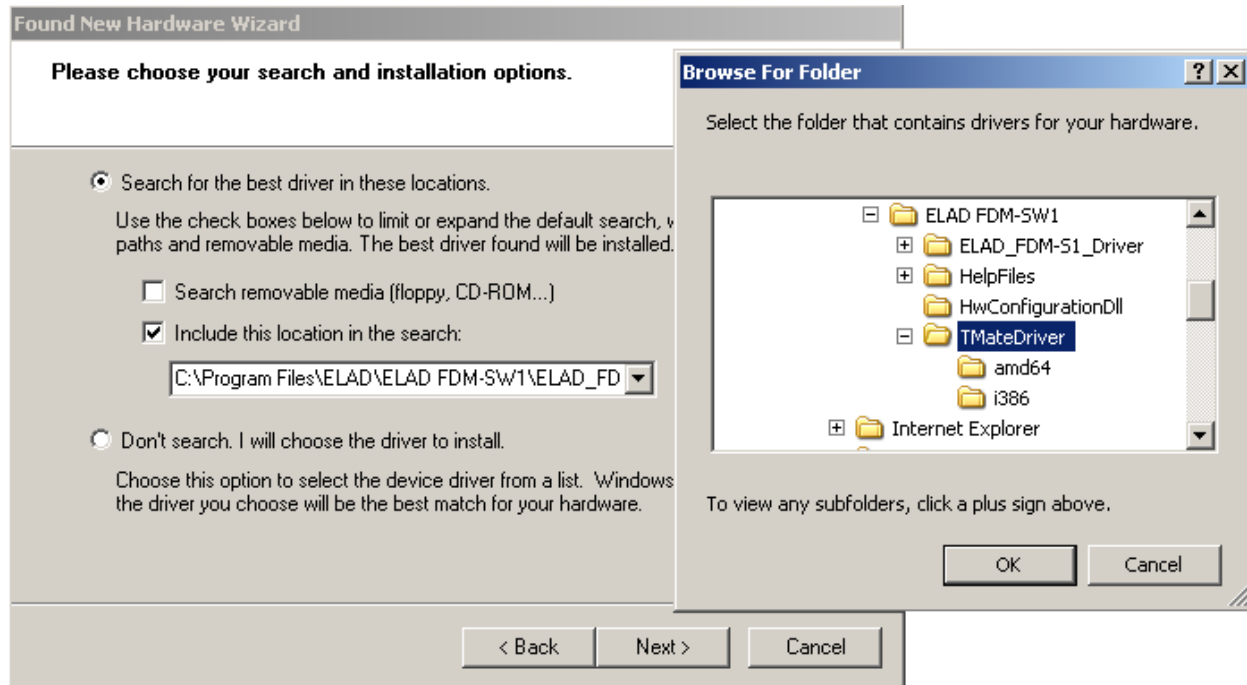 Found New Hardware Wizard
Please choose your search and installation options.
Search for the best driver in these locations.
Use the check boxes below to limit or expand the default search,
paths and removable media. The best driver found will be installed.
Search removable media (floppy, CD-ROM...)
Include this location in the search:
C:\Program Files\ELAD\ELAD FDM-SW1\ELAD_FD
Don't search. I will choose the driver to install.
Choose this option to select the device driver from a list. Windows
the driver you choose will be the best match for your hardware.
< Back
Next >
Cancel
Browse For Folder
Select the folder that contains drivers for your hardware.
ELAD FDM-SW1
ELAD_FDM-S1_Driver
HelpFiles
HwConfigurationDll
TMateDriver
amd64
i386
Internet Explorer
To view any subfolders, click a plus sign above.
OK
Cancel